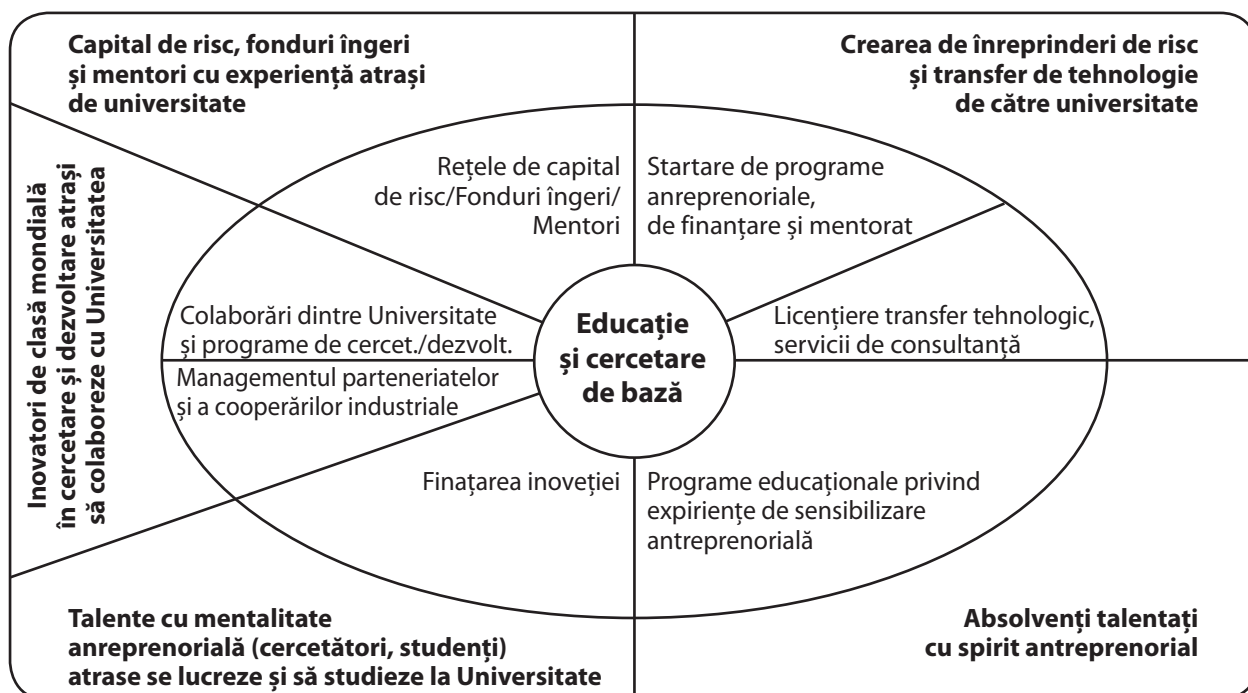 Capital de risc, fonduri îngeri
și mentori cu experiență atrași
de universitate
Crearea de înreprinderi de risc
și transfer de tehnologie
de către universitate
Rețele de capital
de risc/Fonduri îngeri/
Mentori
Startare de programe
anreprenoriale,
de finanțare și mentorat
Inovatori de clasă mondială
în cercetare și dezvoltare atrași
să colaboreze cu Universitatea
Colaborări dintre Universitate
și programe de cercet./dezvolt.
Educație
și cercetare
de bază
Licențiere transfer tehnologic,
servicii de consultanță
Managementul parteneriatelor
și a cooperărilor industriale
Finațarea inoveției
Programe educaționale privind
expiriențe de sensibilizare
antreprenorială
Talente cu mentalitate
anreprenorială (cercetători, studenți)
atrase se lucreze și să studieze la Universitate
Absolvenți talentați
cu spirit antreprenorial